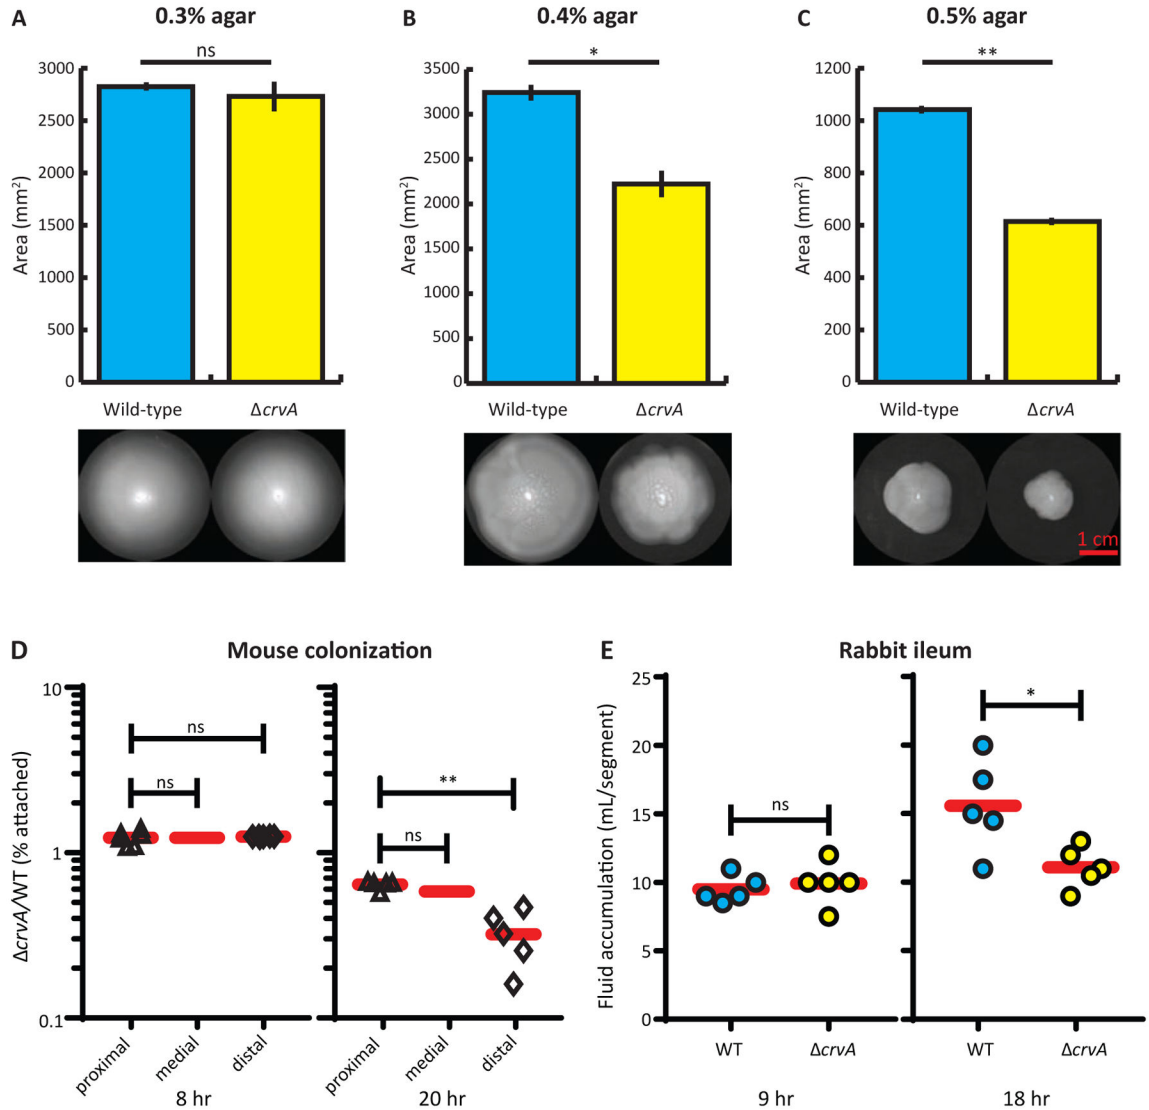 A 0.3% agar
ns
3000
2500
2000
1500
1000
500
0
Area (mm²)
Wild-type ΔcrvA
B 0.4% agar
*
3500
3000
2500
2000
1500
1000
500
0
Area (mm²)
Wild-type ΔcrvA
C 0.5% agar
**
1200
1000
800
600
400
200
0
Area (mm²)
Wild-type ΔcrvA
1 cm
D Mouse colonization
10
1
0.1
ΔcrvA/WT (% attached)
ns
ns
**
ns
proximal medial distal
proximal medial distal
8 hr 20 hr
E Rabbit ileum
25
20
15
10
5
0
Fluid accumulation (mL/segment)
ns
*
WT ΔcrvA
WT ΔcrvA
9 hr 18 hr